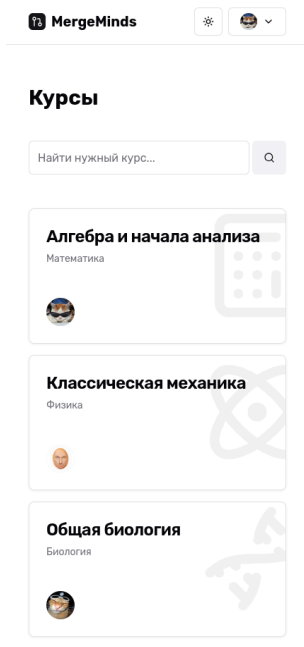 MergeMinds
Курсы
Найти нужный курс...
Алгебра и начала анализа
Математика
Классическая механика
Физика
Общая биология
Биология